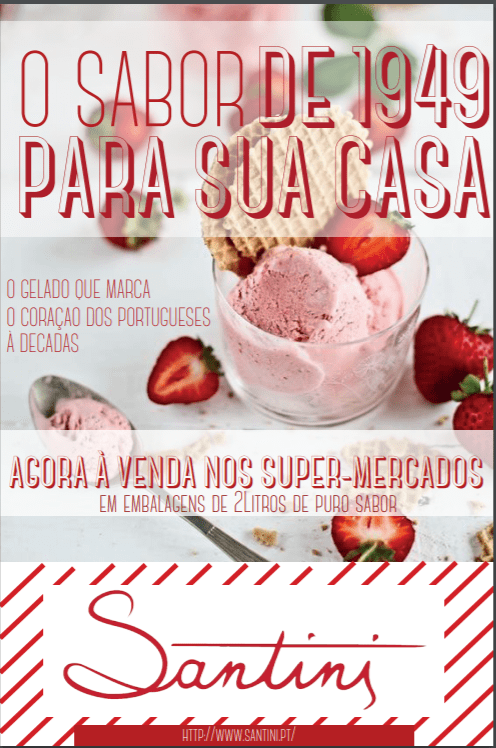 O SABOR DE 1949
PARA SUA CASA
O GELADO QUE MARCA
O CORAÇAO DOS PORTUGUESES
À DECADAS
AGORA À VENDA NOS SUPER-MERCADOS
EM EMBALAGENS DE 2LITROS DE PURO SABOR
Santini
HTTP://WWW.SANTINI.PT/